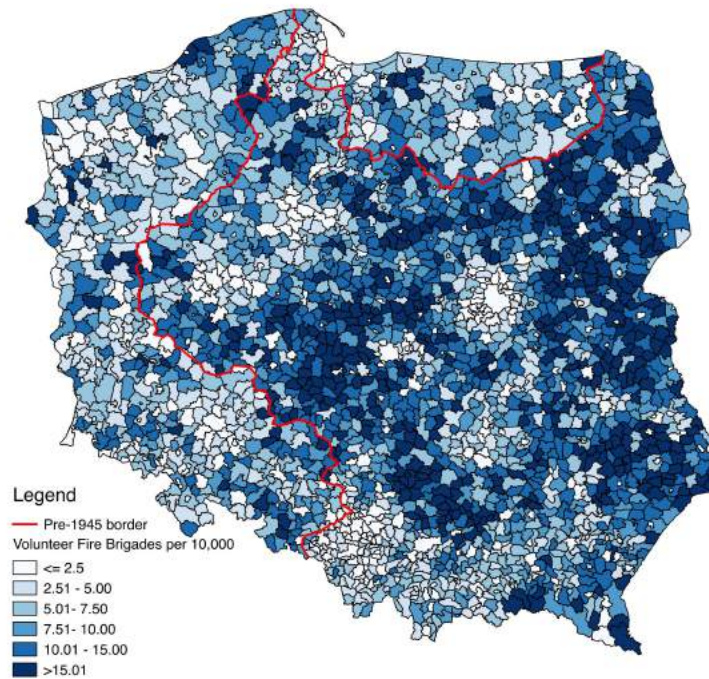 Legend
Pre-1945 border
Volunteer Fire Brigades per 10,000
<= 2.5
2.51 - 5.00
5.01- 7.50
7.51- 10.00
10.01 - 15.00
>15.01